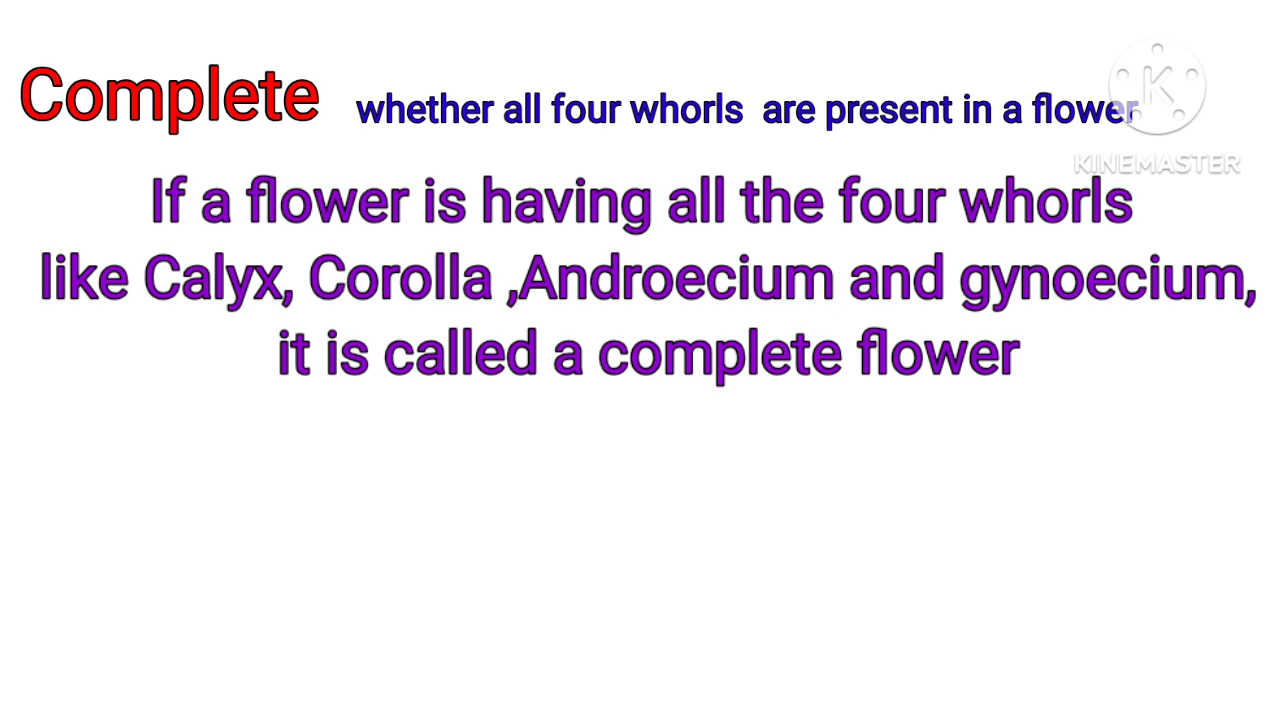 Complete whether all four whorls are present in a flower
KINEMASTER
If a flower is having all the four whorls
like Calyx, Corolla ,Androecium and gynoecium,
it is called a complete flower